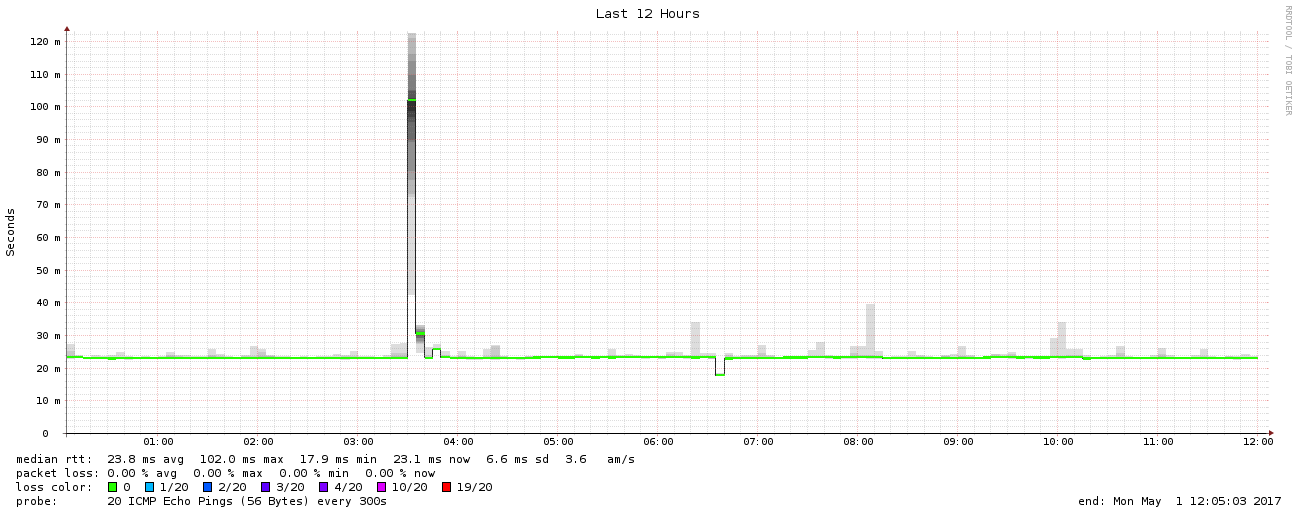 Last 12 Hours
RRDTOOL / TOBI OETIKER
Seconds
120 m
110 m
100 m
90 m
80 m
70 m
60 m
50 m
40 m
30 m
20 m
10 m
0
01:00 02:00 03:00 04:00 05:00 06:00 07:00 08:00 09:00 10:00 11:00 12:00
median rtt: 23.8 ms avg 102.0 ms max 17.9 ms min 23.1 ms now 6.6 ms sd 3.6 am/s
packet loss: 0.00 % avg 0.00 % max 0.00 % min 0.00 % now
loss color: 0 1/20 2/20 3/20 4/20 10/20 19/20
probe: 20 ICMP Echo Pings (56 Bytes) every 300s end: Mon May 1 12:05:03 2017